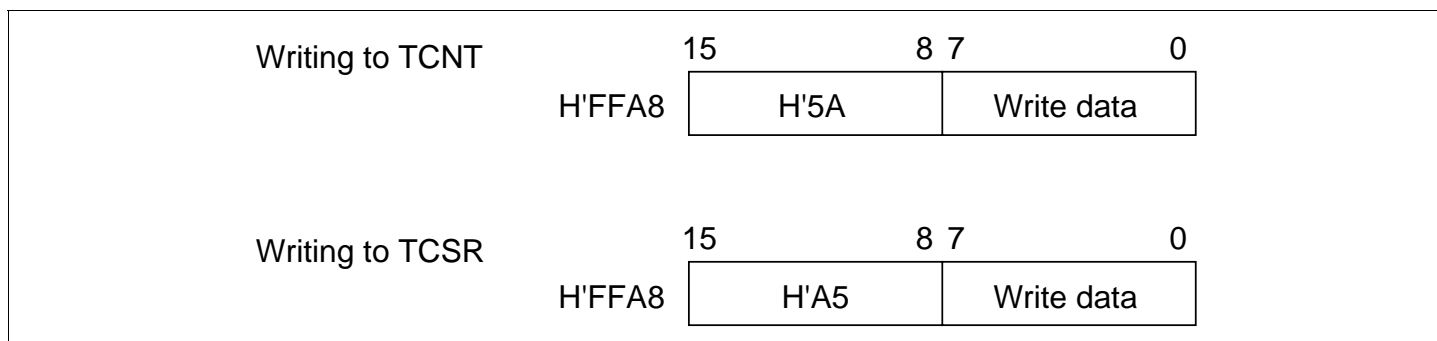 Writing to TCNT
15 8 7 0
H'FFA8 H'5A Write data
Writing to TCSR
15 8 7 0
H'FFA8 H'A5 Write data